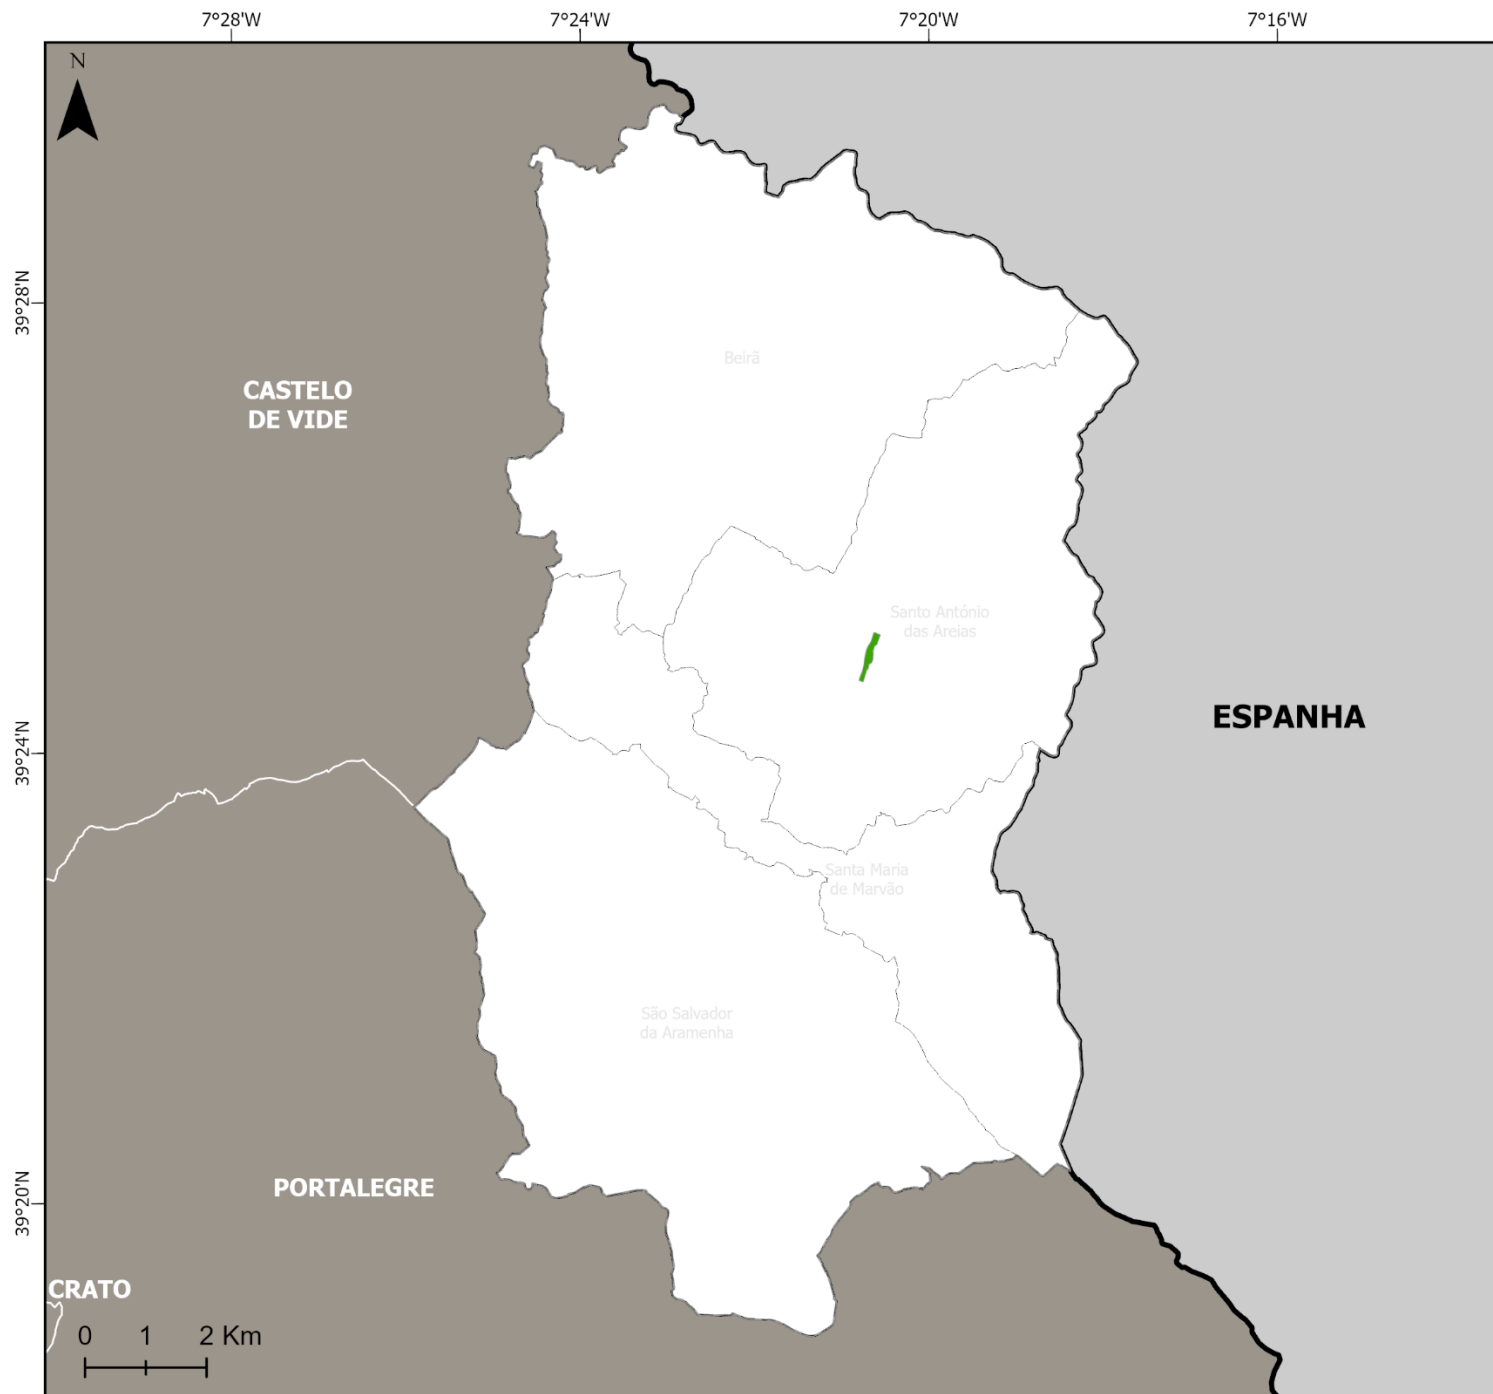 7°28'W
7°24'W
7°20'W
7°16'W
N
39°28'N
Beirã
CASTELO
DE VIDE
Santo António
das Areias
ESPANHA
39°24'N
Santa Maria
de Marvão
São Salvador
da Aramenha
PORTALEGRE
39°20'N
CRATO
0 1 2 Km